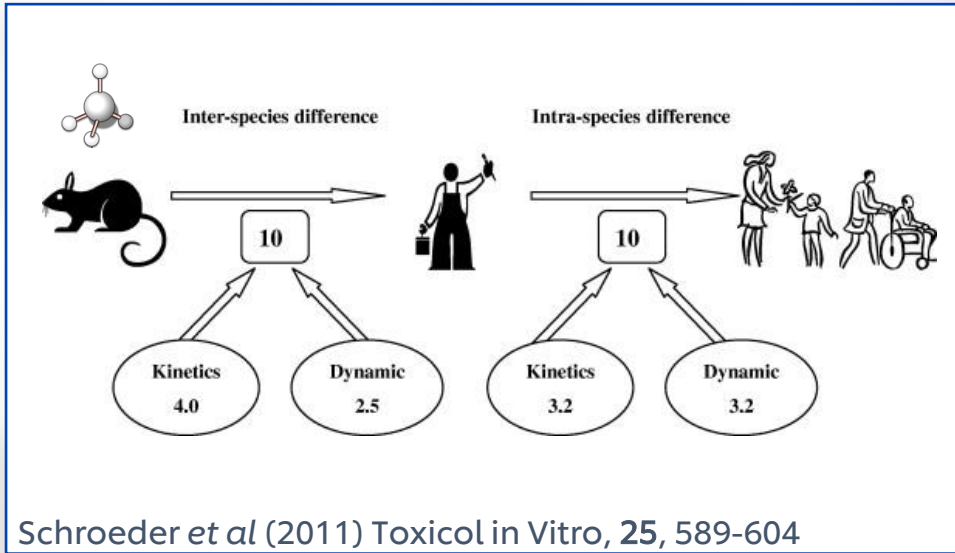 Inter-species difference
Intra-species difference
10
10
Kinetics
4.0
Dynamic
2.5
Kinetics
3.2
Dynamic
3.2
Schroeder et al (2011) Toxicol in Vitro, 25, 589-604